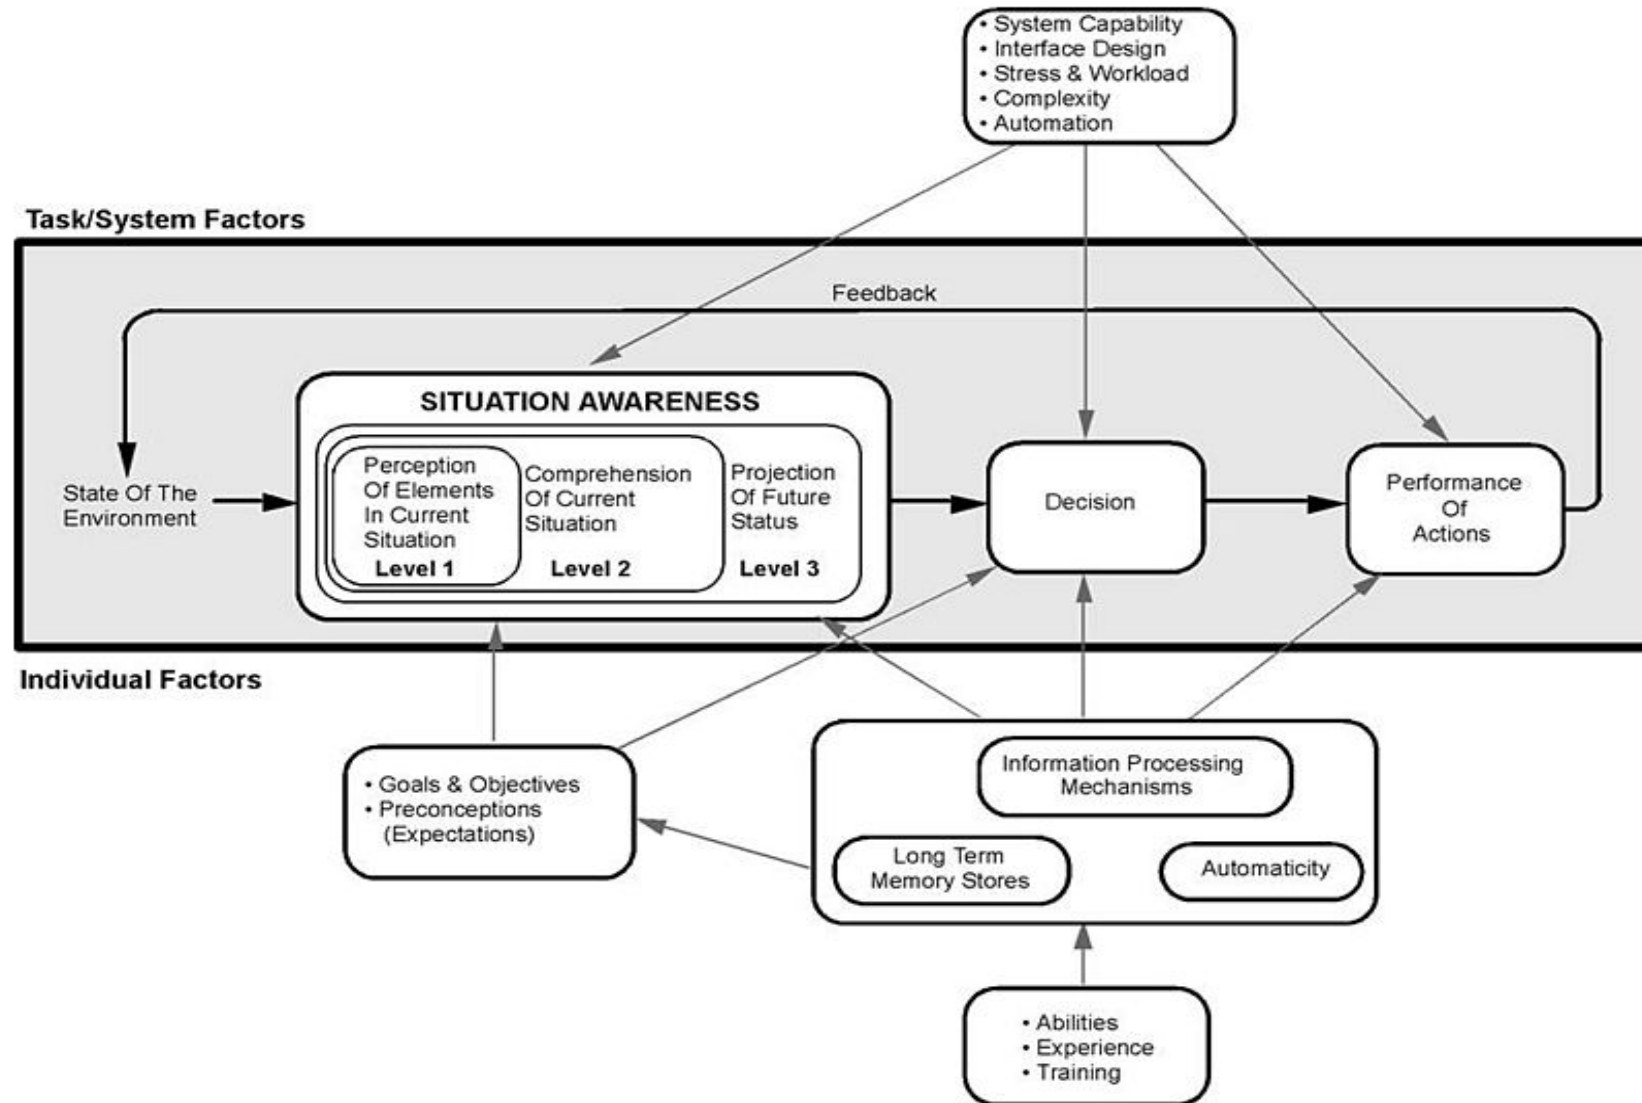 • System Capability
• Interface Design
• Stress & Workload
• Complexity
• Automation
Task/System Factors
Feedback
SITUATION AWARENESS
State Of The
Environment
Perception
Of Elements
In Current
Situation
Level 1
Comprehension
Of Current
Situation
Level 2
Projection
Of Future
Status
Level 3
Decision
Performance
Of
Actions
Individual Factors
• Goals & Objectives
• Preconceptions
(Expectations)
Information Processing
Mechanisms
Long Term
Memory Stores
Automaticity
• Abilities
• Experience
• Training